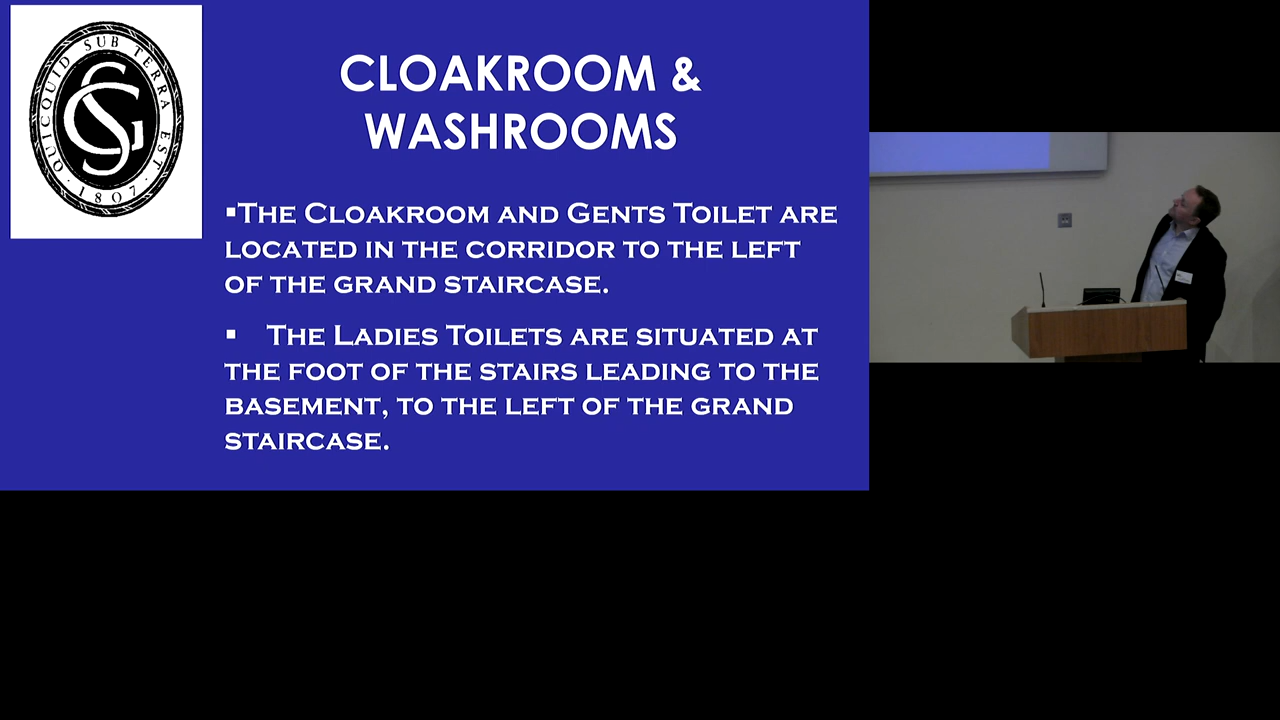 QUICQUID SUB TERRA EST
GS
· 1807 ·
CLOAKROOM &
WASHROOMS
▪The Cloakroom and Gents Toilet are
located in the corridor to the left
of the grand staircase.
▪ The Ladies Toilets are situated at
the foot of the stairs leading to the
basement, to the left of the grand
staircase.